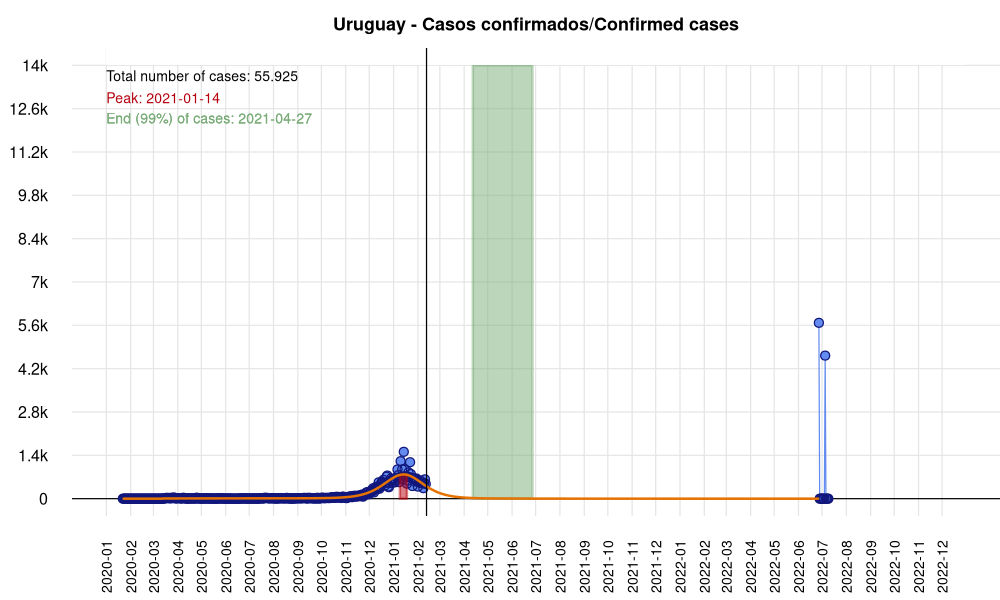 Uruguay - Casos confirmados/Confirmed cases
14k
Total number of cases: 55.925
Peak: 2021-01-14
12.6k
End (99%) of cases: 2021-04-27
11.2k
9.8k
8.4k
7k
5.6k
4.2k
2.8k
1.4k
0
2020-01
2020-02
2020-03
2020-04
2020-05
2020-06
2020-07
2020-08
2020-09
2020-10
2020-11
2020-12
2021-01
2021-02
2021-03
2021-04
2021-05
2021-06
2021-07
2021-08
2021-09
2021-10
2021-11
2021-12
2022-01
2022-02
2022-03
2022-04
2022-05
2022-06
2022-07
2022-08
2022-09
2022-10
2022-11
2022-12